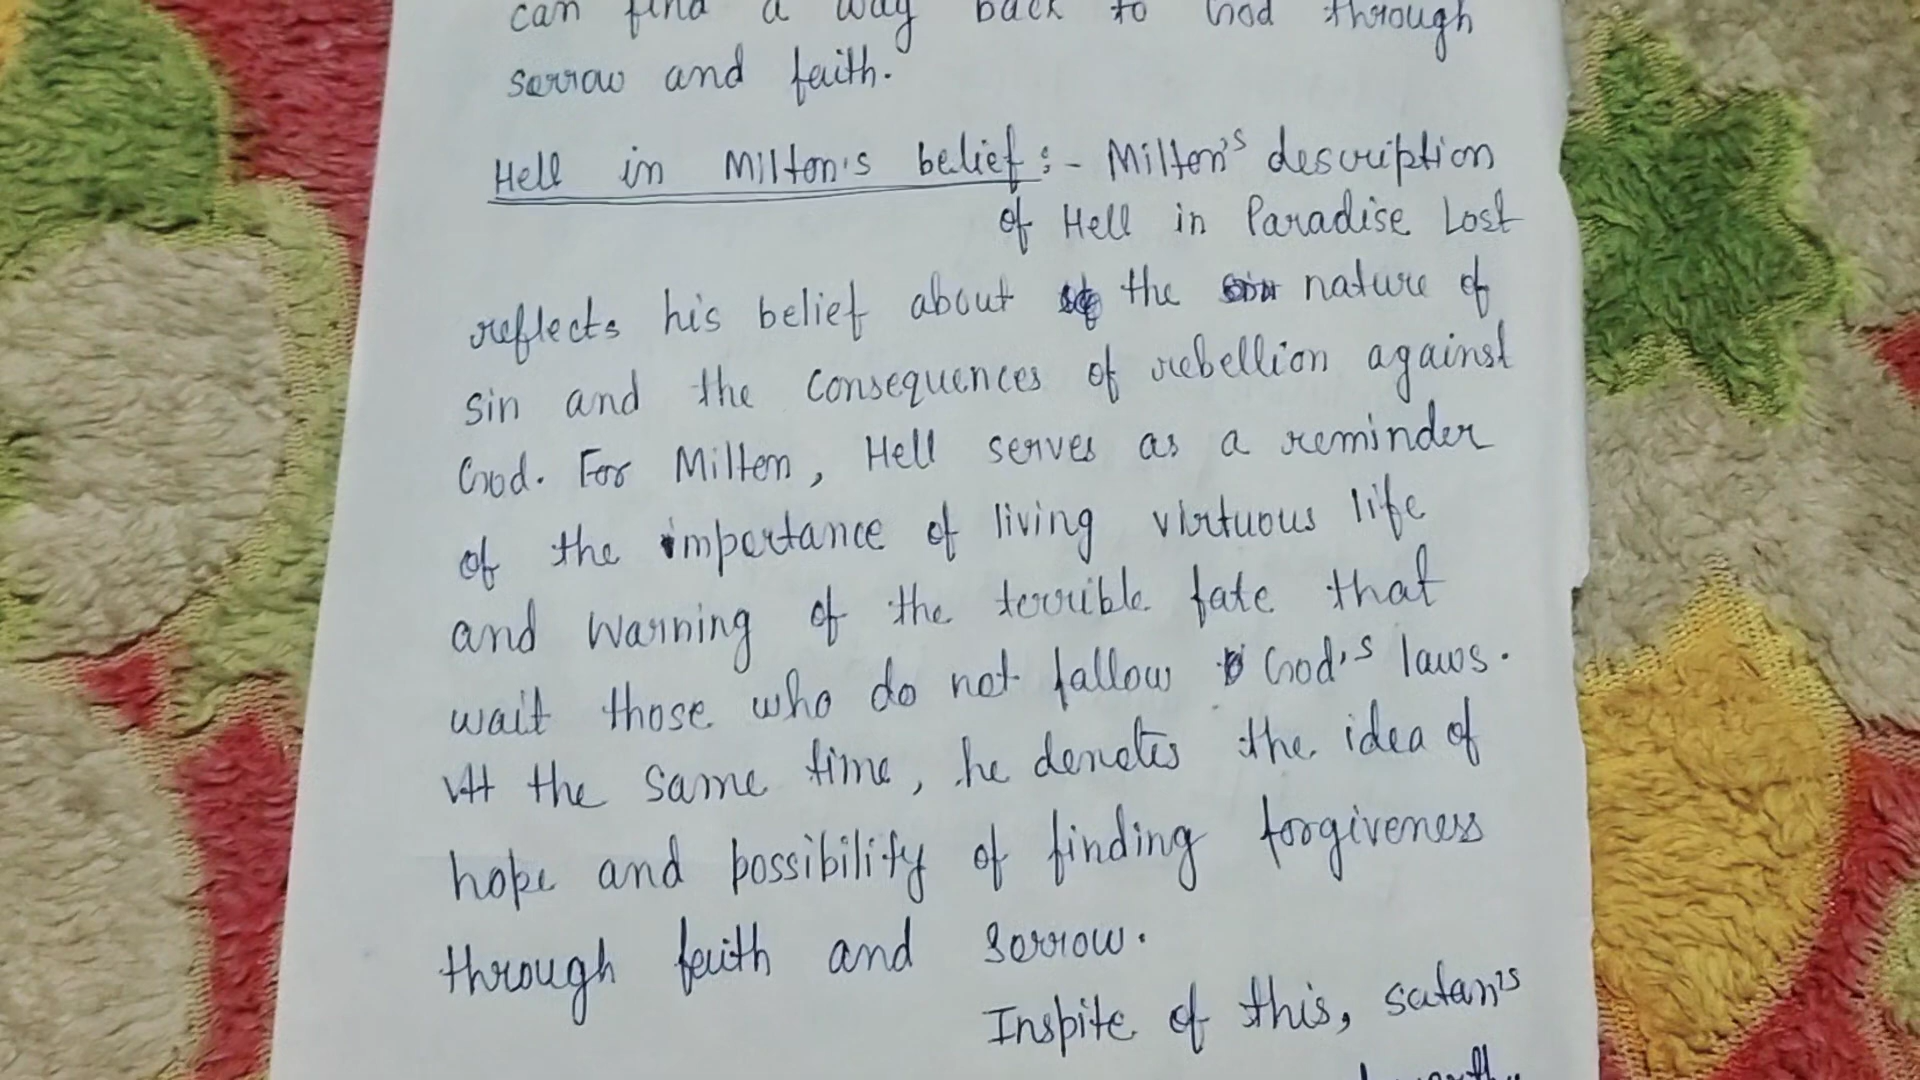 can find a way back to God through
sorrow and faith.
Hell in Milton's belief :- Milton's description
of Hell in Paradise Lost
reflects his belief about the nature of
sin and the consequences of rebellion against
God. For Milton, Hell serves as a reminder
of the importance of living virtuous life
and warning of the terrible fate that
wait those who do not fallow God's laws.
At the same time, he denotes the idea of
hope and possibility of finding forgiveness
through faith and sorrow.
Inspite of this, satan's